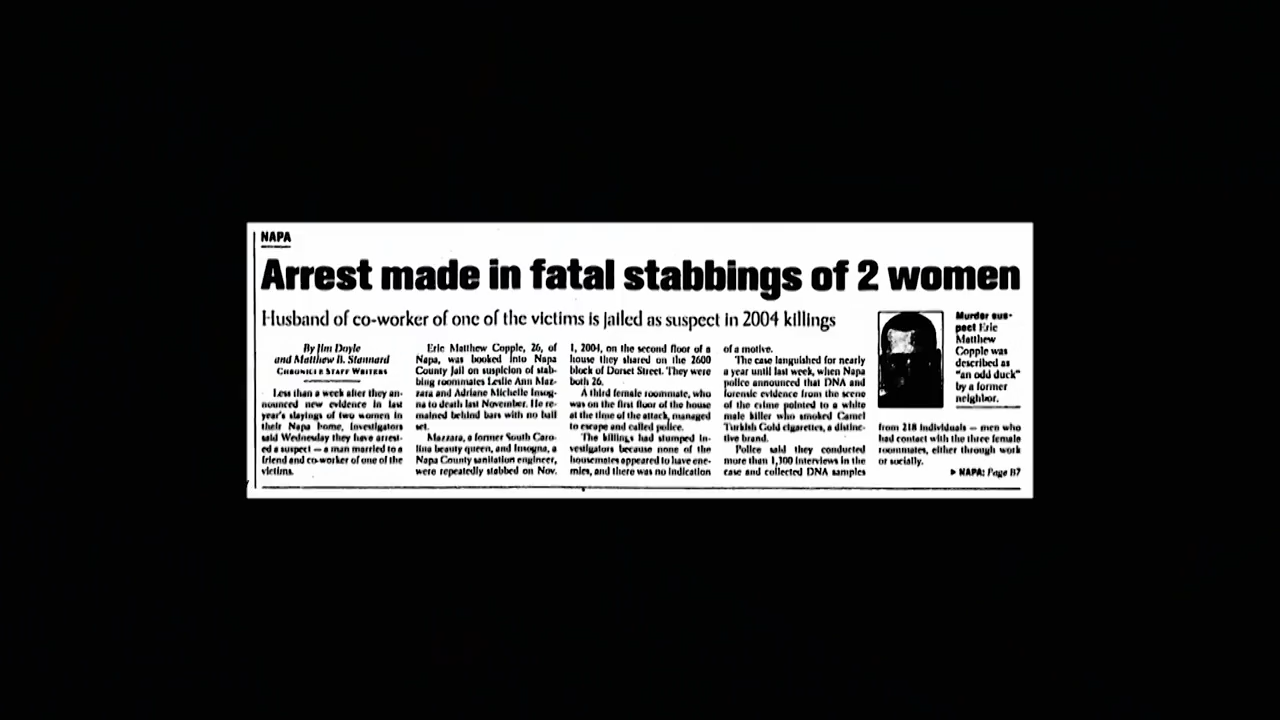 NAPA
Arrest made in fatal stabbings of 2 women
Husband of co-worker of one of the victims is jailed as suspect in 2004 killings
By Jim Doyle
and Matthew B. Stannard
CHRONICLE STAFF WRITERS
Less than a week after they an-
nounced new evidence in last
year's slayings of two women in
their Napa home, investigators
said Wednesday they have arrest-
ed a suspect — a man married to a
friend and co-worker of one of the
victims.
Eric Matthew Copple, 26, of
Napa, was booked into Napa
County Jail on suspicion of stab-
bing roommates Leslie Ann Maz-
zara and Adriane Michelle Insog-
na to death last November. He re-
mained behind bars with no bail
set.
Mazzara, a former South Caro-
lina beauty queen, and Insogna, a
Napa County sanitation engineer,
were repeatedly stabbed on Nov.
1, 2004, on the second floor of a
house they shared on the 2600
block of Dorset Street. They were
both 26.
A third female roommate, who
was on the first floor of the house
at the time of the attack, managed
to escape and called police.
The killings had stumped in-
vestigators because none of the
housemates appeared to have ene-
mies, and there was no indication
of a motive.
The case languished for nearly
a year until last week, when Napa
police announced that DNA and
forensic evidence from the scene
of the crime pointed to a white
male killer who smoked Camel
Turkish Gold cigarettes, a distinc-
tive brand.
Police said they conducted
more than 1,300 interviews in the
case and collected DNA samples
Murder sus-
pect Eric
Matthew
Copple was
described as
"an odd duck"
by a former
neighbor.
from 218 individuals — men who
had contact with the three female
roommates, either through work
or socially.
▶ NAPA: Page B7